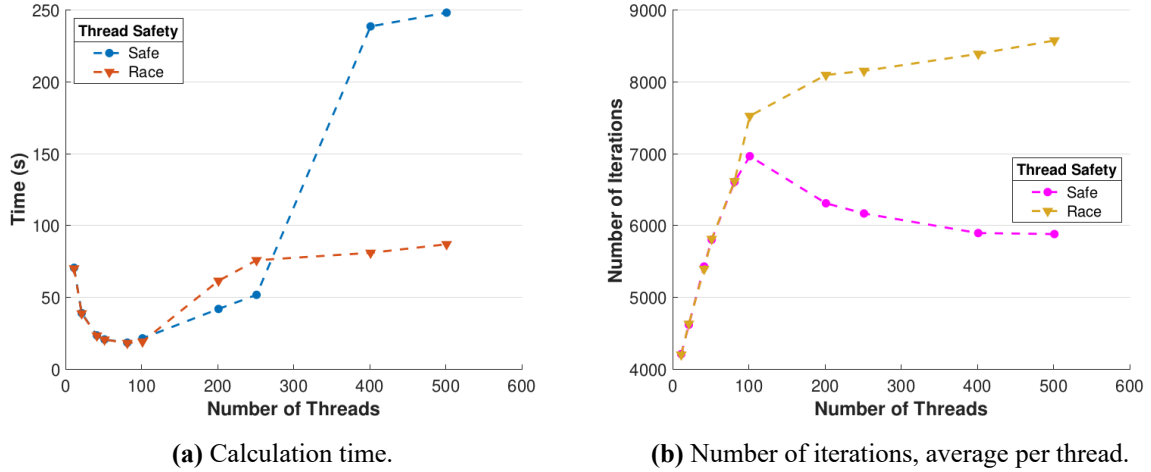 Thread Safety
Safe
Race
250
200
150
100
50
0
Time (s)
0 100 200 300 400 500 600
Number of Threads
(a) Calculation time.
Thread Safety
Safe
Race
9000
8000
7000
6000
5000
4000
Number of Iterations
0 100 200 300 400 500 600
Number of Threads
(b) Number of iterations, average per thread.